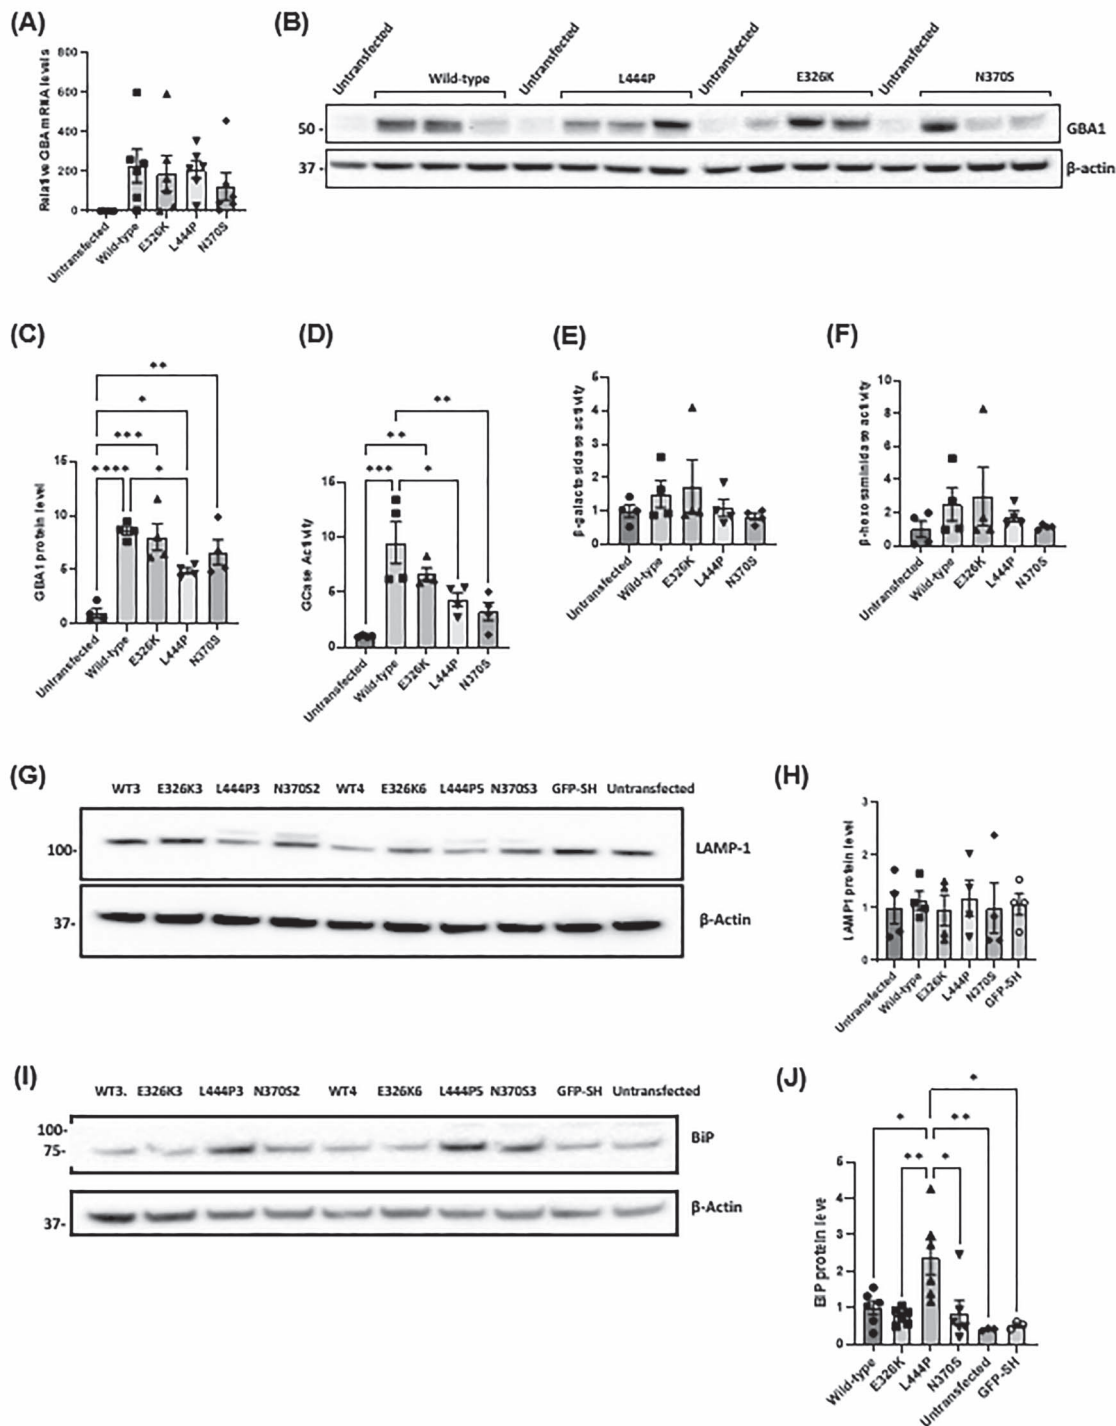 (A)
Relative GBA mRNA levels
800
600
400
200
0
Untransfected
Wild-type
E326K
L444P
N370S
(B)
Untransfected
Wild-type
Untransfected
L444P
Untransfected
E326K
Untransfected
N370S
50 -
GBA1
37 -
β-actin
(C)
GBA1 protein level
15
10
5
0
** 
*
***
**** *
Untransfected
Wild-type
E326K
L444P
N370S
(D)
GCase Activity
15
10
5
0
**
**
*** *
Untransfected
Wild-type
E326K
L444P
N370S
(E)
β-galactosidase activity
5
4
3
2
1
0
Untransfected
Wild-type
E326K
L444P
N370S
(F)
β-hexosaminidase activity
10
8
6
4
2
0
Untransfected
Wild-type
E326K
L444P
N370S
(G)
WT3 E326K3 L444P3 N370S2 WT4 E326K6 L444P5 N370S3 GFP-SH Untransfected
100-
LAMP-1
37-
β-Actin
(H)
LAMP1 protein level
3
2
1
0
Untransfected
Wild-type
E326K
L444P
N370S
GFP-SH
(I)
WT3. E326K3 L444P3 N370S2 WT4 E326K6 L444P5 N370S3 GFP-SH Untransfected
100-
75-
BiP
37-
β-Actin
(J)
BiP protein leve
*
* **
** *
5
4
3
2
1
0
Wild-type
E326K
L444P
N370S
Untransfected
GFP-SH